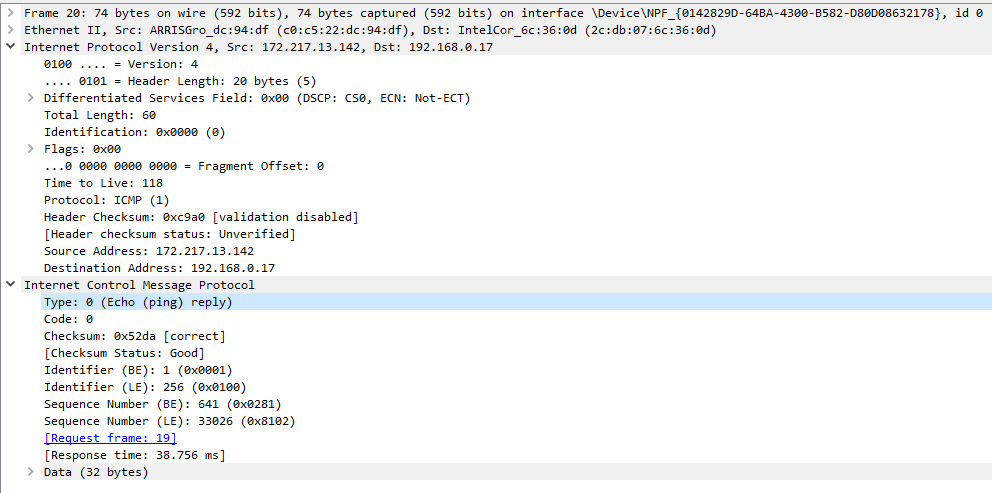 Frame 20: 74 bytes on wire (592 bits), 74 bytes captured (592 bits) on interface \Device\NPF_{0142829D-64BA-4300-B582-D80D08632178}, id 0
Ethernet II, Src: ARRISGro_dc:94:df (c0:c5:22:dc:94:df), Dst: IntelCor_6c:36:0d (2c:db:07:6c:36:0d)
Internet Protocol Version 4, Src: 172.217.13.142, Dst: 192.168.0.17
0100 .... = Version: 4
.... 0101 = Header Length: 20 bytes (5)
Differentiated Services Field: 0x00 (DSCP: CS0, ECN: Not-ECT)
Total Length: 60
Identification: 0x0000 (0)
Flags: 0x00
...0 0000 0000 0000 = Fragment Offset: 0
Time to Live: 118
Protocol: ICMP (1)
Header Checksum: 0xc9a0 [validation disabled]
[Header checksum status: Unverified]
Source Address: 172.217.13.142
Destination Address: 192.168.0.17
Internet Control Message Protocol
Type: 0 (Echo (ping) reply)
Code: 0
Checksum: 0x52da [correct]
[Checksum Status: Good]
Identifier (BE): 1 (0x0001)
Identifier (LE): 256 (0x0100)
Sequence Number (BE): 641 (0x0281)
Sequence Number (LE): 33026 (0x8102)
[Request frame: 19]
[Response time: 38.756 ms]
Data (32 bytes)